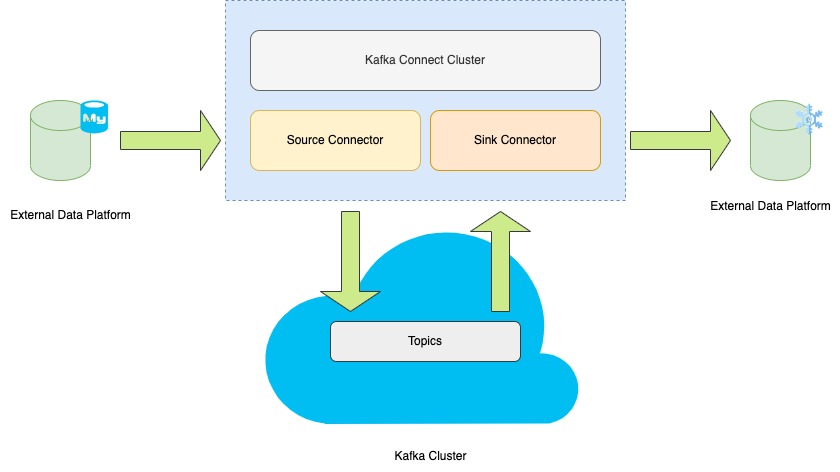 Kafka Connect Cluster
Source Connector
Sink Connector
My
External Data Platform
External Data Platform
Topics
Kafka Cluster